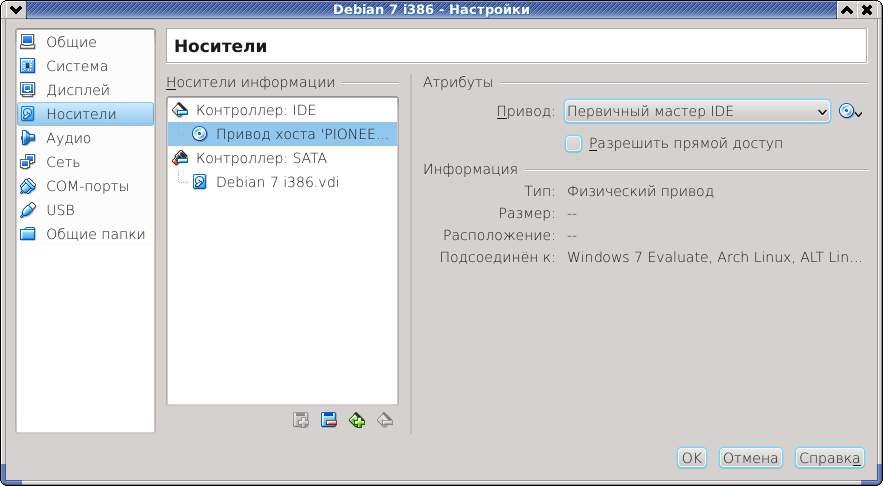 Debian 7 i386 - Настройки
Общие
Система
Дисплей
Носители
Аудио
Сеть
COM-порты
USB
Общие папки
Носители
Носители информации
Контроллер: IDE
Привод хоста 'PIONEE...
Контроллер: SATA
Debian 7 i386.vdi
Атрибуты
Привод: Первичный мастер IDE
Разрешить прямой доступ
Информация
Тип: Физический привод
Размер: --
Расположение: --
Подсоединён к: Windows 7 Evaluate, Arch Linux, ALT Lin...
OK Отмена Справка